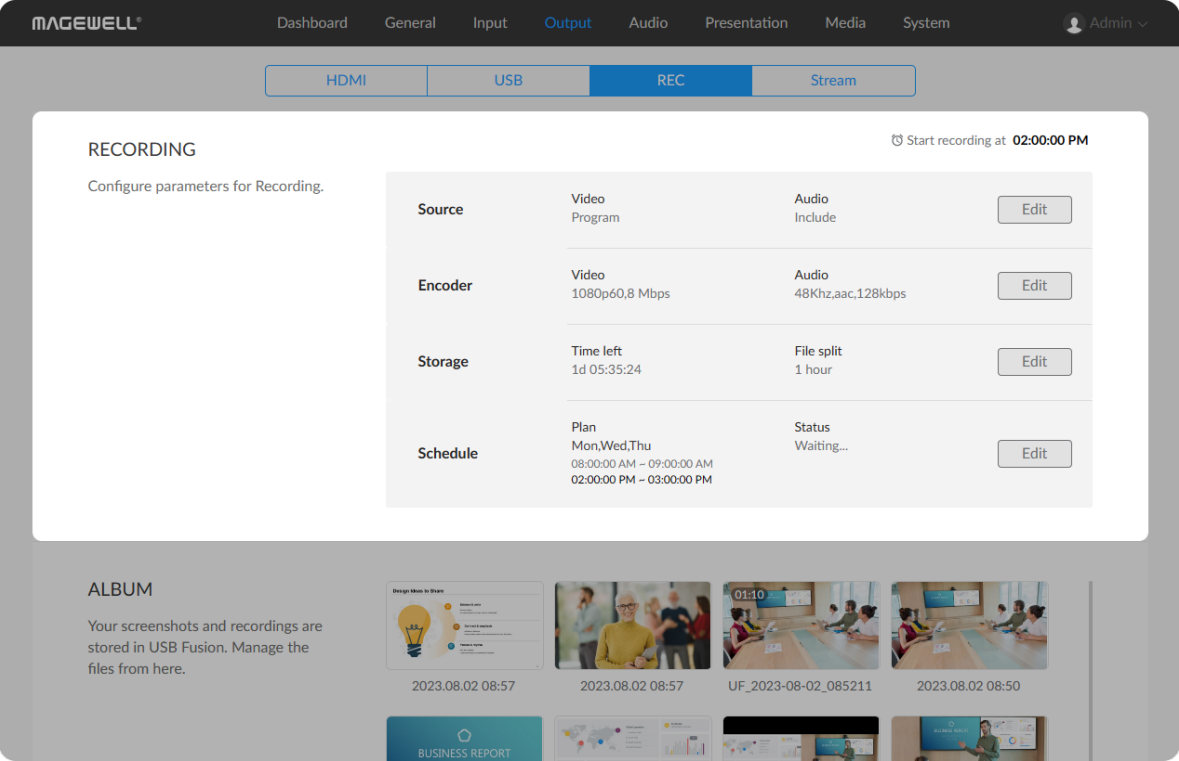 MAGEWELL®
Dashboard General Input Output Audio Presentation Media System Admin
HDMI USB REC Stream
Start recording at 02:00:00 PM
RECORDING
Configure parameters for Recording.
Source
Video
Program
Audio
Include
Edit
Encoder
Video
1080p60,8 Mbps
Audio
48Khz,aac,128kbps
Edit
Storage
Time left
1d 05:35:24
File split
1 hour
Edit
Schedule
Plan
Mon,Wed,Thu
08:00:00 AM ~ 09:00:00 AM
02:00:00 PM ~ 03:00:00 PM
Status
Waiting...
Edit
ALBUM
Your screenshots and recordings are
stored in USB Fusion. Manage the
files from here.
Design Ideas to Share
01:10
2023.08.02 08:57
2023.08.02 08:57
UF_2023-08-02_085211
2023.08.02 08:50
BUSINESS REPORT